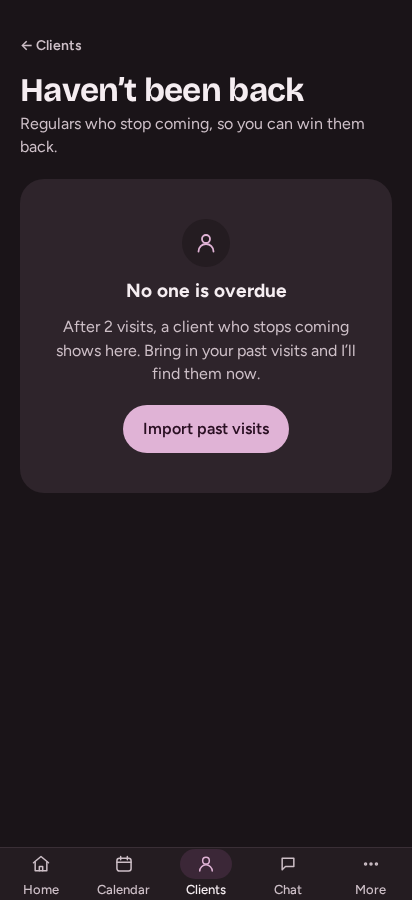 ← Clients
Haven’t been back
Regulars who stop coming, so you can win them
back.
No one is overdue
After 2 visits, a client who stops coming
shows here. Bring in your past visits and I’ll
find them now.
Import past visits
Home
Calendar
Clients
Chat
More